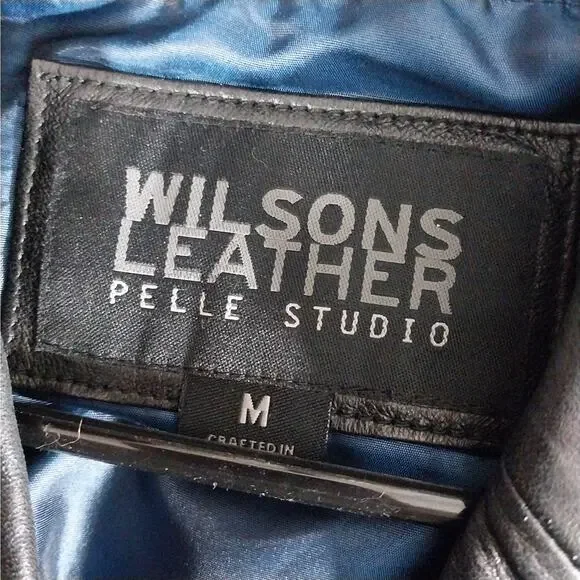 WILSONS
LEATHER
PELLE STUDIO
M
CRAFTED IN